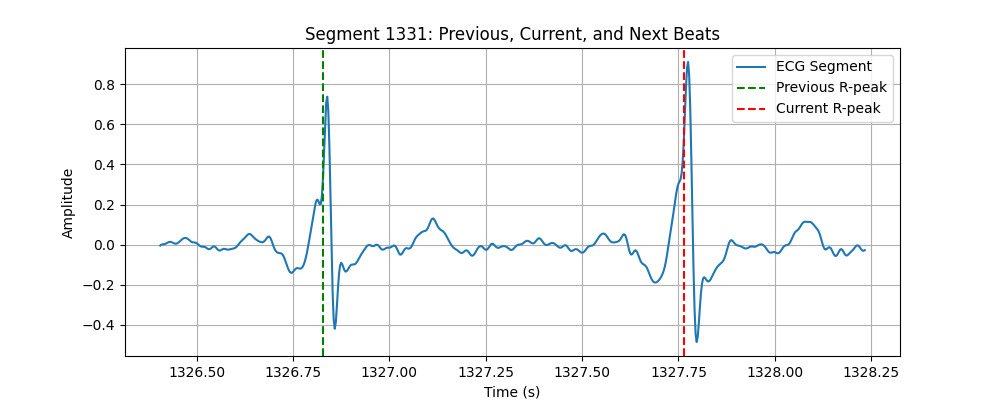 Segment 1331: Previous, Current, and Next Beats
ECG Segment
Previous R-peak
Current R-peak
0.8
0.6
0.4
0.2
0.0
−0.2
−0.4
Amplitude
1326.50 1326.75 1327.00 1327.25 1327.50 1327.75 1328.00 1328.25
Time (s)